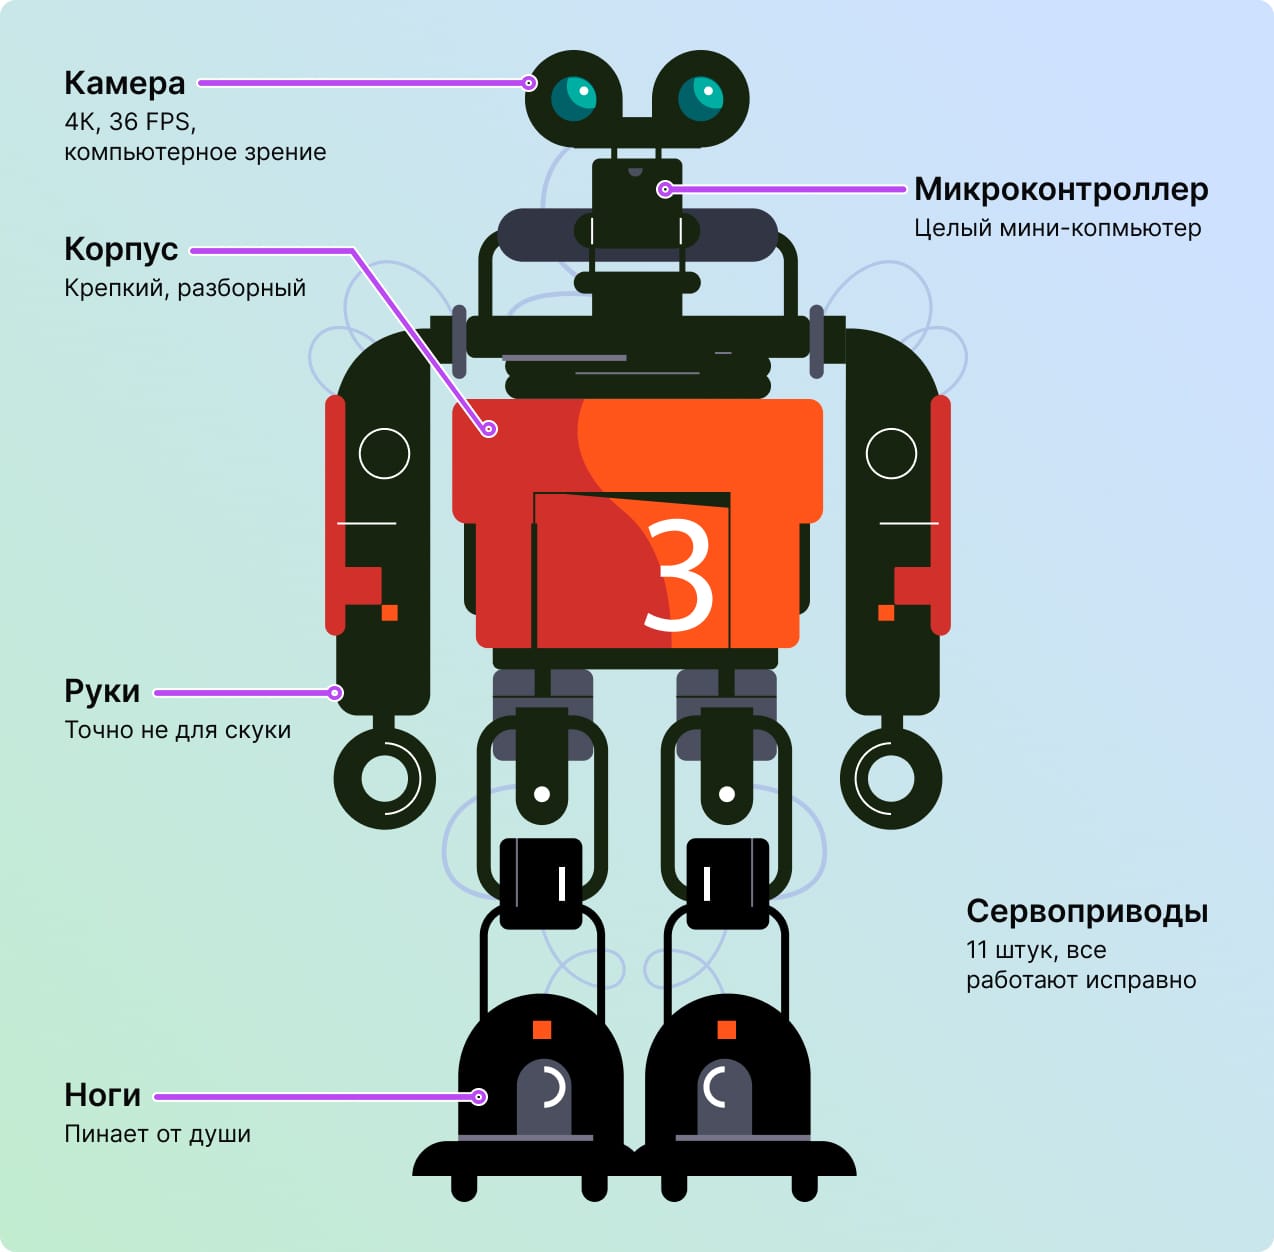 Камера
4K, 36 FPS,
компьютерное зрение
Микроконтроллер
Целый мини-копмьютер
Корпус
Крепкий, разборный
3
Руки
Точно не для скуки
Сервоприводы
11 штук, все
работают исправно
Ноги
Пинает от души